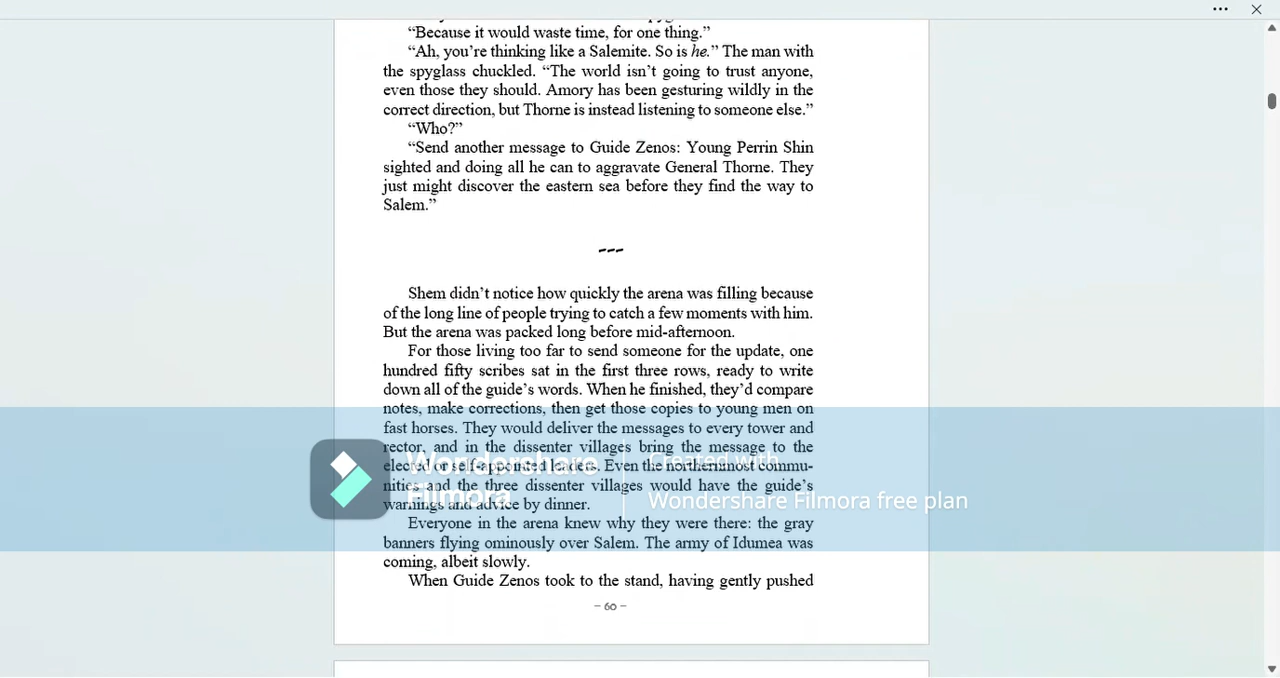 “Because it would waste time, for one thing.”
“Ah, you’re thinking like a Salemite. So is he.” The man with
the spyglass chuckled. “The world isn’t going to trust anyone,
even those they should. Amory has been gesturing wildly in the
correct direction, but Thorne is instead listening to someone else.”
“Who?”
“Send another message to Guide Zenos: Young Perrin Shin
sighted and doing all he can to aggravate General Thorne. They
just might discover the eastern sea before they find the way to
Salem.”
---
Shem didn’t notice how quickly the arena was filling because
of the long line of people trying to catch a few moments with him.
But the arena was packed long before mid-afternoon.
For those living too far to send someone for the update, one
hundred fifty scribes sat in the first three rows, ready to write
down all of the guide’s words. When he finished, they’d compare
notes, make corrections, then get those copies to young men on
fast horses. They would deliver the messages to every tower and
rector, and in the dissenter villages bring the message to the
elected or self-appointed leaders. Even the northernmost commu-
nities and the three dissenter villages would have the guide’s
warnings and advice by dinner.
Everyone in the arena knew why they were there: the gray
banners flying ominously over Salem. The army of Idumea was
coming, albeit slowly.
When Guide Zenos took to the stand, having gently pushed
– 60 –
Wondershare
Filmora
Created with
Wondershare Filmora free plan